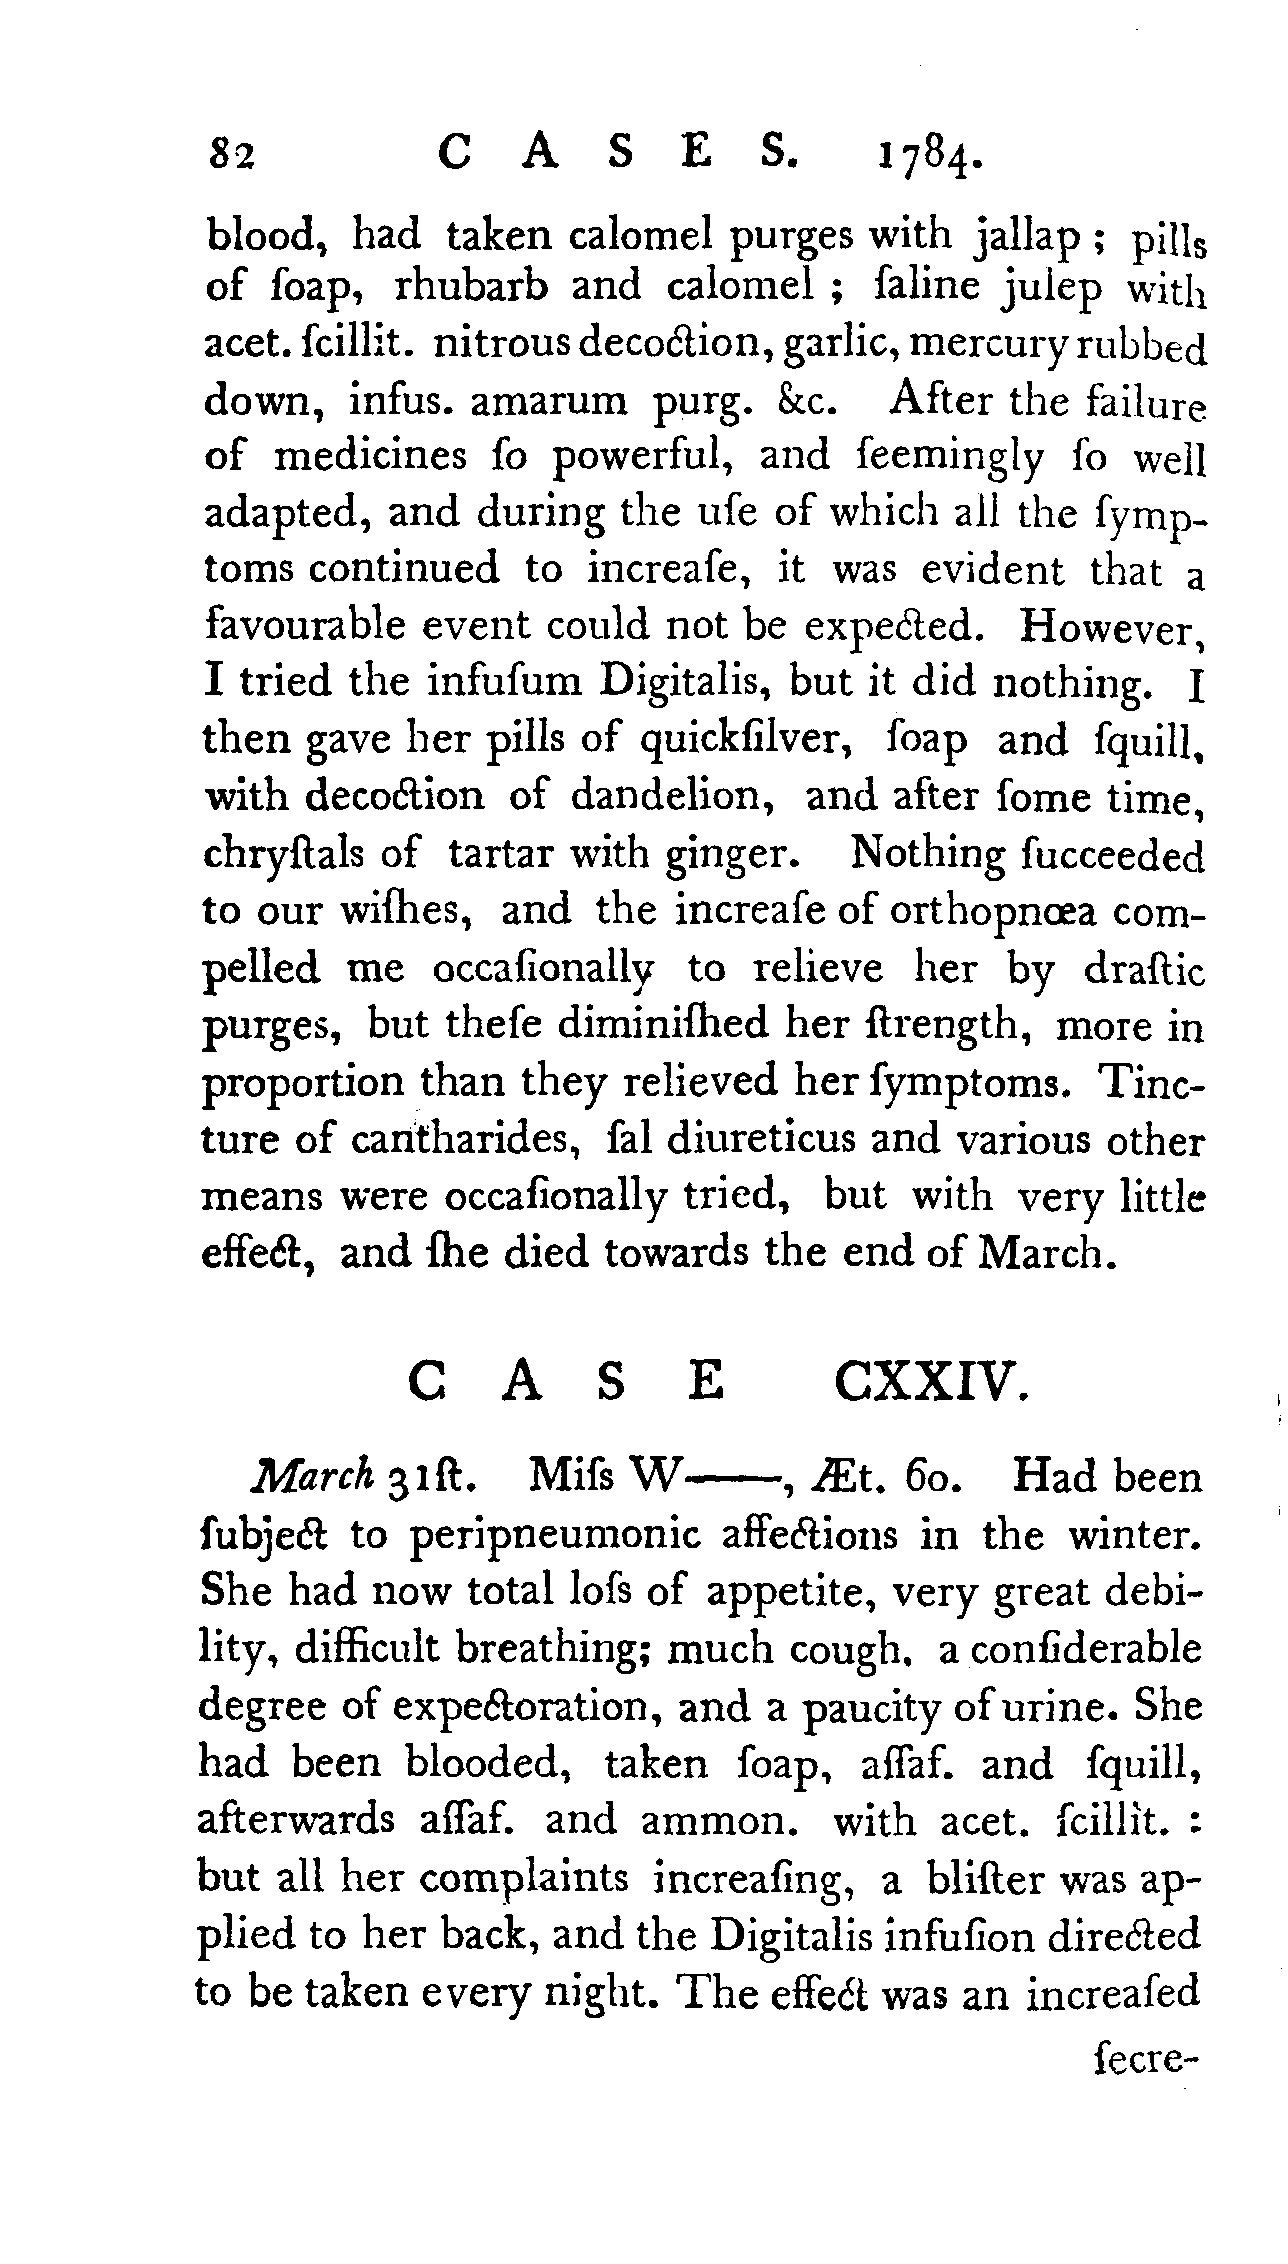 82 C A S E S. 1784.
blood, had taken calomel purges with jallap ; pills
of ſoap, rhubarb and calomel ; ſaline julep with
acet. ſcillit. nitrous decoction, garlic, mercury rubbed
down, infus. amarum purg. &c. After the failure
of medicines ſo powerful, and ſeemingly ſo well
adapted, and during the uſe of which all the ſymp-
toms continued to increaſe, it was evident that a
favourable event could not be expected. However,
I tried the infuſum Digitalis, but it did nothing. I
then gave her pills of quickſilver, ſoap and ſquill,
with decoction of dandelion, and after ſome time,
chryſtals of tartar with ginger. Nothing ſucceeded
to our wiſhes, and the increaſe of orthopnœa com-
pelled me occaſionally to relieve her by draſtic
purges, but theſe diminiſhed her ſtrength, more in
proportion than they relieved her ſymptoms. Tinc-
ture of cantharides, ſal diureticus and various other
means were occaſionally tried, but with very little
effect, and ſhe died towards the end of March.
C A S E CXXIV.
March 31ſt. Miſs W——, Æt. 60. Had been
ſubject to peripneumonic affections in the winter.
She had now total loſs of appetite, very great debi-
lity, difficult breathing; much cough, a conſiderable
degree of expectoration, and a paucity of urine. She
had been blooded, taken ſoap, aſſaf. and ſquill,
afterwards aſſaf. and ammon. with acet. ſcillit. :
but all her complaints increaſing, a bliſter was ap-
plied to her back, and the Digitalis infuſion directed
to be taken every night. The effect was an increaſed
ſecre-